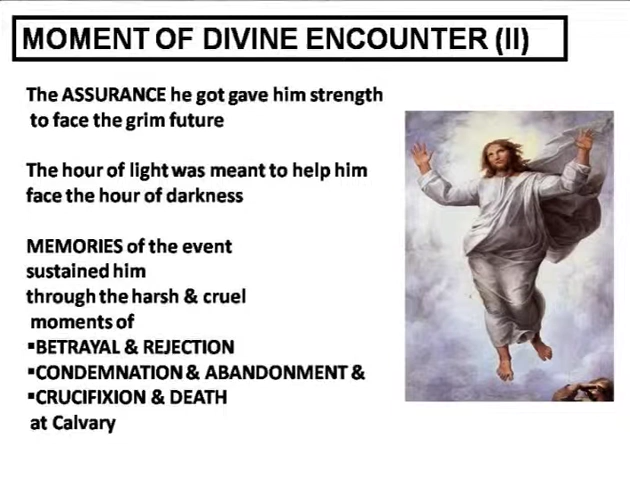 MOMENT OF DIVINE ENCOUNTER (II)
The ASSURANCE he got gave him strength
to face the grim future
The hour of light was meant to help him
face the hour of darkness
MEMORIES of the event
sustained him
through the harsh & cruel
moments of
▪BETRAYAL & REJECTION
▪CONDEMNATION & ABANDONMENT &
▪CRUCIFIXION & DEATH
at Calvary